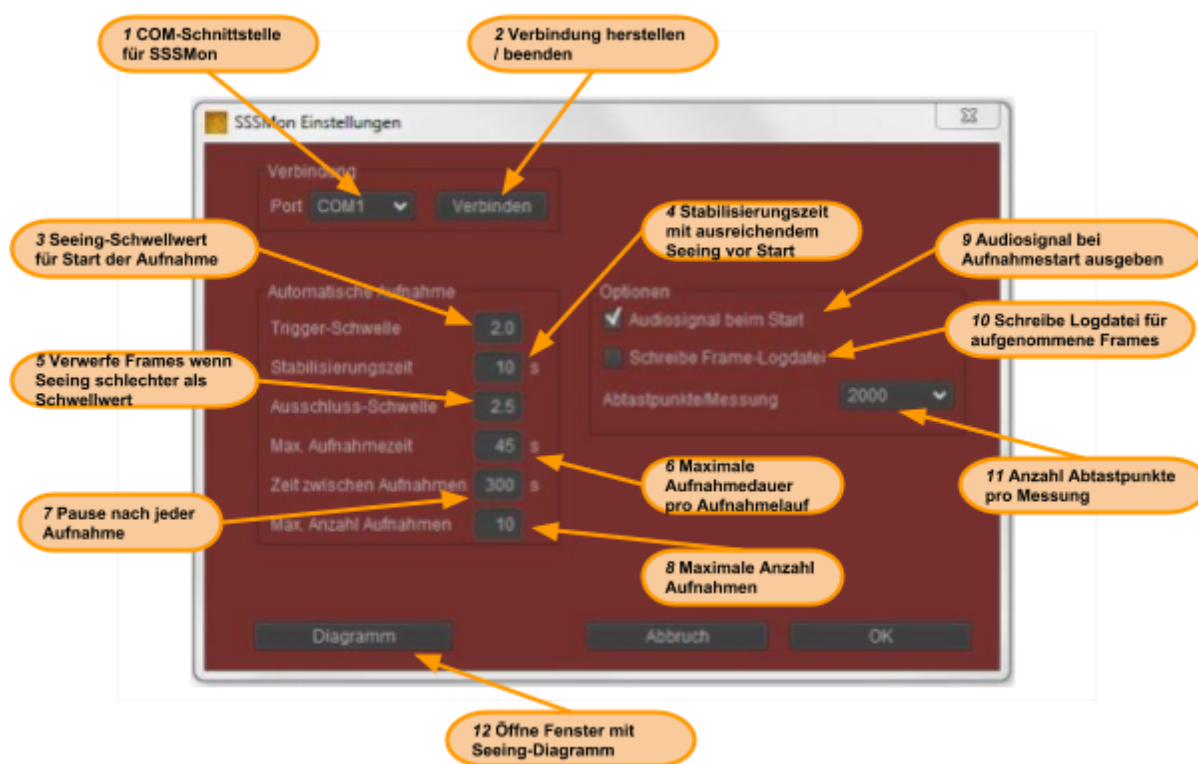 1 COM-Schnittstelle
für SSSMon
2 Verbindung herstellen
/ beenden
SSSMon Einstellungen
Verbindung
Port COM1 Verbinden
3 Seeing-Schwellwert
für Start der Aufnahme
4 Stabilisierungszeit
mit ausreichendem
Seeing vor Start
9 Audiosignal bei
Aufnahmestart ausgeben
Automatische Aufnahme
Trigger-Schwelle 2.0
Stabilisierungszeit 10 s
Ausschluss-Schwelle 2.5
Max. Aufnahmezeit 45 s
Zeit zwischen Aufnahmen 300 s
Max. Anzahl Aufnahmen 10
Optionen
Audiosignal beim Start
Schreibe Frame-Logdatei
Abtastpunkte/Messung 2000
10 Schreibe Logdatei für
aufgenommene Frames
5 Verwerfe Frames wenn
Seeing schlechter als
Schwellwert
6 Maximale
Aufnahmedauer
pro Aufnahmelauf
11 Anzahl Abtastpunkte
pro Messung
7 Pause nach jeder
Aufnahme
8 Maximale Anzahl
Aufnahmen
Diagramm Abbruch OK
12 Öffne Fenster mit
Seeing-Diagramm